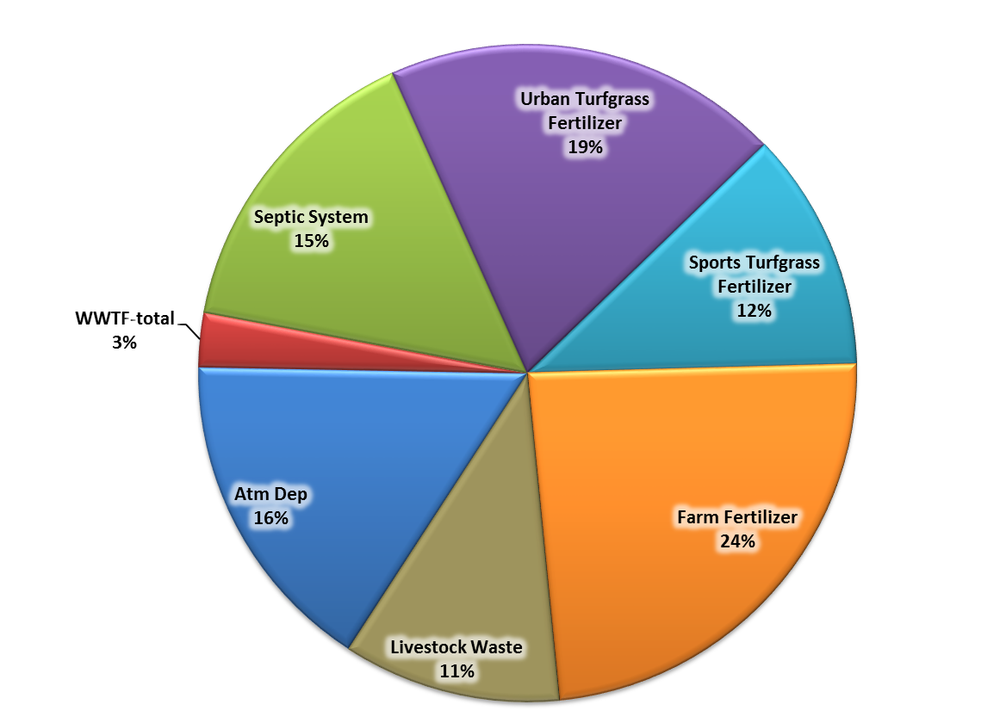 Urban Turfgrass
Fertilizer
19%
Septic System
15%
Sports Turfgrass
Fertilizer
12%
WWTF-total
3%
Atm Dep
16%
Farm Fertilizer
24%
Livestock Waste
11%